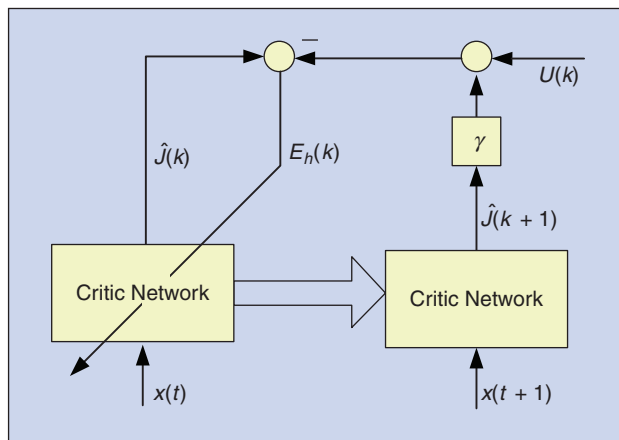 −
U(k)
Ĵ(k)
E_h(k)
γ
Ĵ(k + 1)
Critic Network
Critic Network
x(t)
x(t + 1)